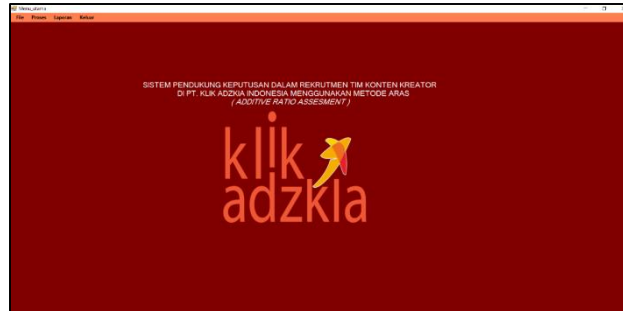 Menu_utama
File Proses Laporan Keluar
SISTEM PENDUKUNG KEPUTUSAN DALAM REKRUTMEN TIM KONTEN KREATOR
DI PT. KLIK ADZKIA INDONESIA MENGGUNAKAN METODE ARAS
( ADDITIVE RATIO ASSESMENT )
klik
adzkia